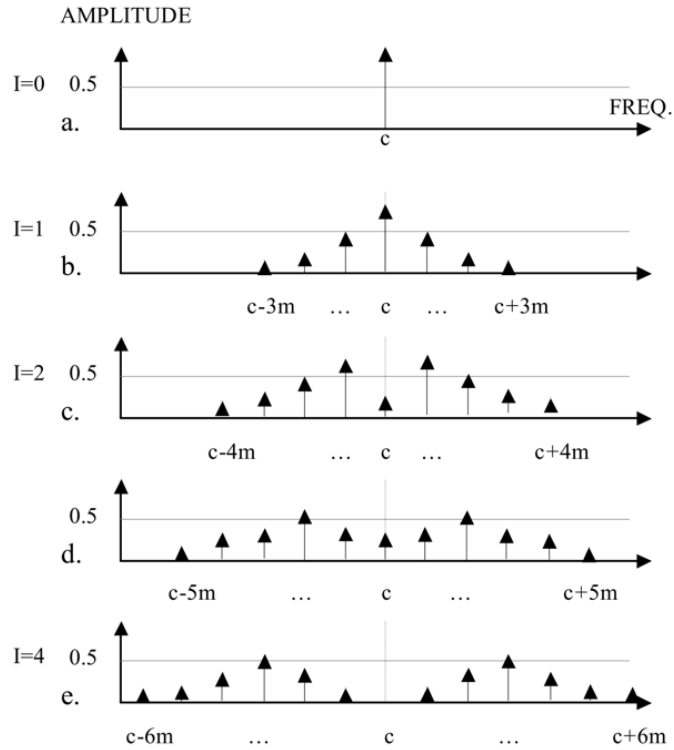 AMPLITUDE
I=0 0.5
FREQ.
a.
c
I=1 0.5
b.
c-3m ... c ... c+3m
I=2 0.5
c.
c-4m ... c ... c+4m
0.5
d.
c-5m ... c ... c+5m
I=4 0.5
e.
c-6m ... c ... c+6m